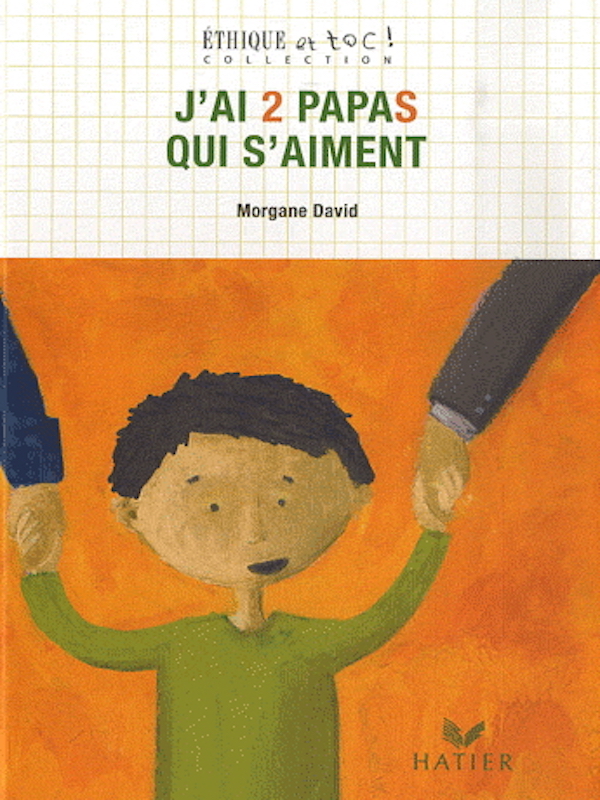 ÉTHIQUE et toc!
COLLECTION
J'AI 2 PAPAS
QUI S'AIMENT
Morgane David
HATIER